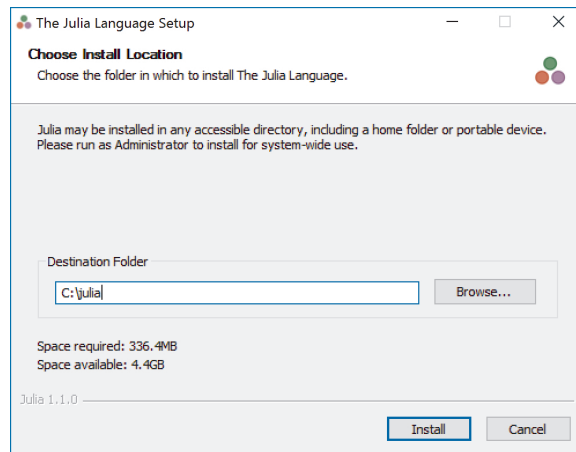 The Julia Language Setup
Choose Install Location
Choose the folder in which to install The Julia Language.
Julia may be installed in any accessible directory, including a home folder or portable device.
Please run as Administrator to install for system-wide use.
Destination Folder
C:\julia
Browse...
Space required: 336.4MB
Space available: 4.4GB
Julia 1.1.0
Install
Cancel